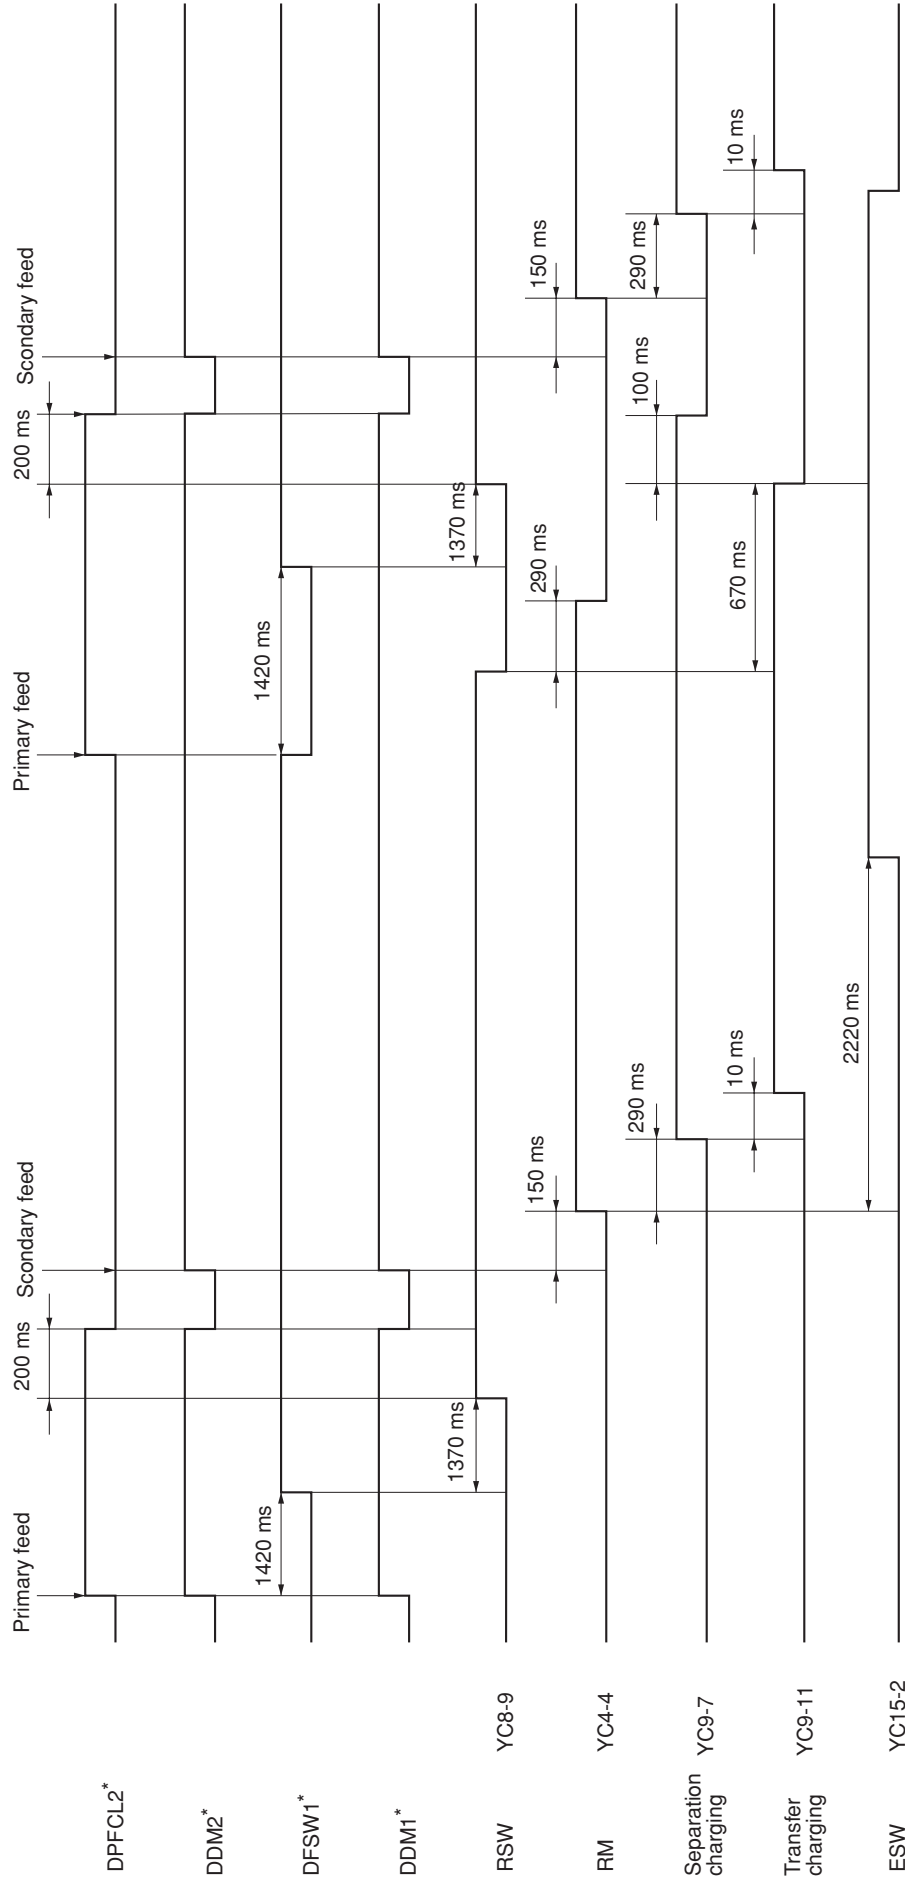 Primary feed
200 ms
Scondary feed
Primary feed
200 ms
Scondary feed
DPFCL2*
DDM2*
DFSW1*
1420 ms
1420 ms
DDM1*
RSW
YC8-9
1370 ms
1370 ms
RM
YC4-4
150 ms
290 ms
150 ms
Separation
charging
YC9-7
290 ms
100 ms
290 ms
Transfer
charging
YC9-11
10 ms
670 ms
10 ms
ESW
YC15-2
2220 ms